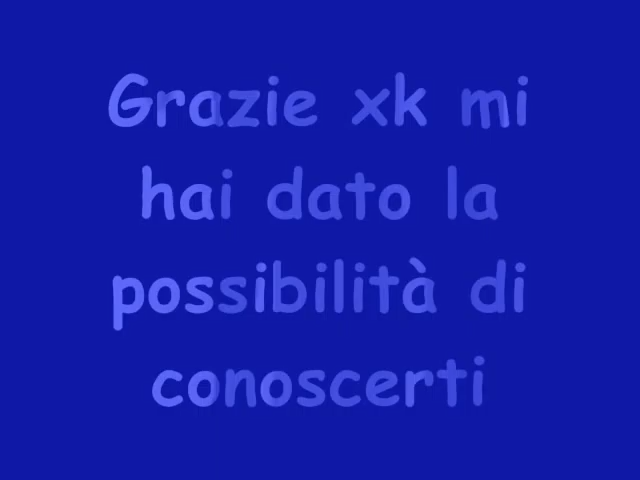 Grazie xk mi
hai dato la
possibilità di
conoscerti